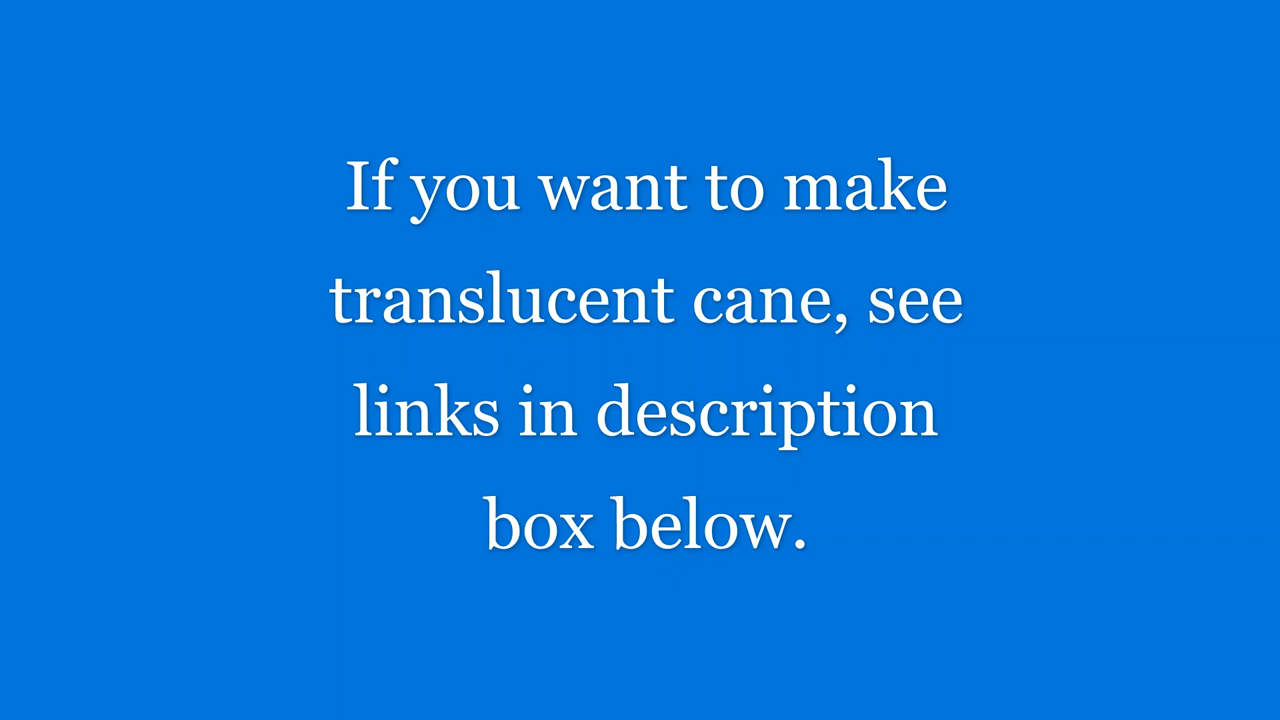 If you want to make
translucent cane, see
links in description
box below.